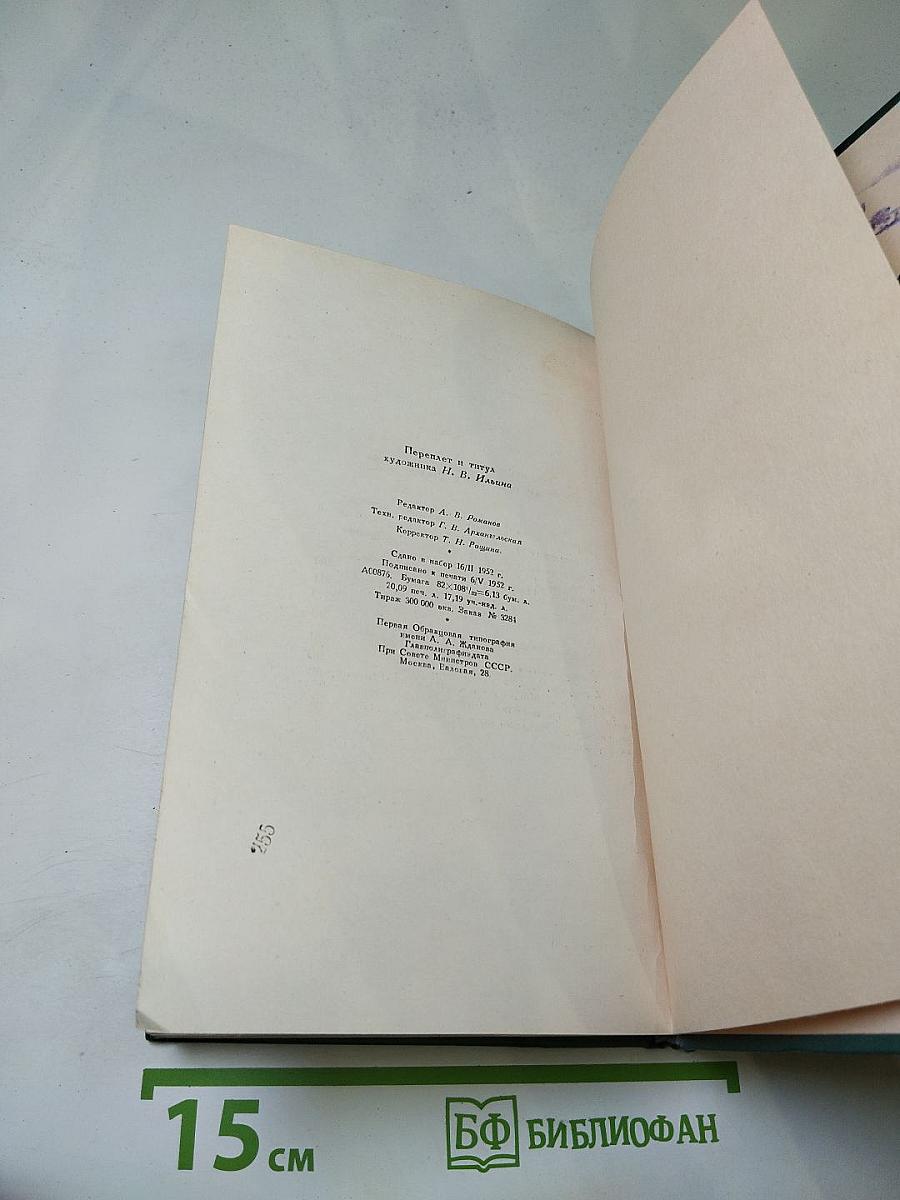 Переплет и титул
художника Н. В. Ильина
Редактор А. В. Романов
Техн. редактор Г. В. Архангельская
Корректор Т. Н. Рощина.
*
Сдано в набор 16/II 1952 г.
Подписано к печати 6/V 1952 г.
А00876. Бумага 82×108¹/₃₂=6,13 бум. л.
20,09 печ. л. 17,19 уч.-изд. л.
Тираж 500 000 экз. Заказ № 3284
*
Первая Образцовая типография
имени А. А. Жданова
Главполиграфиздата
При Совете Министров СССР.
Москва, Валовая, 28.
255
15 см
БФ БИБЛИОФАН